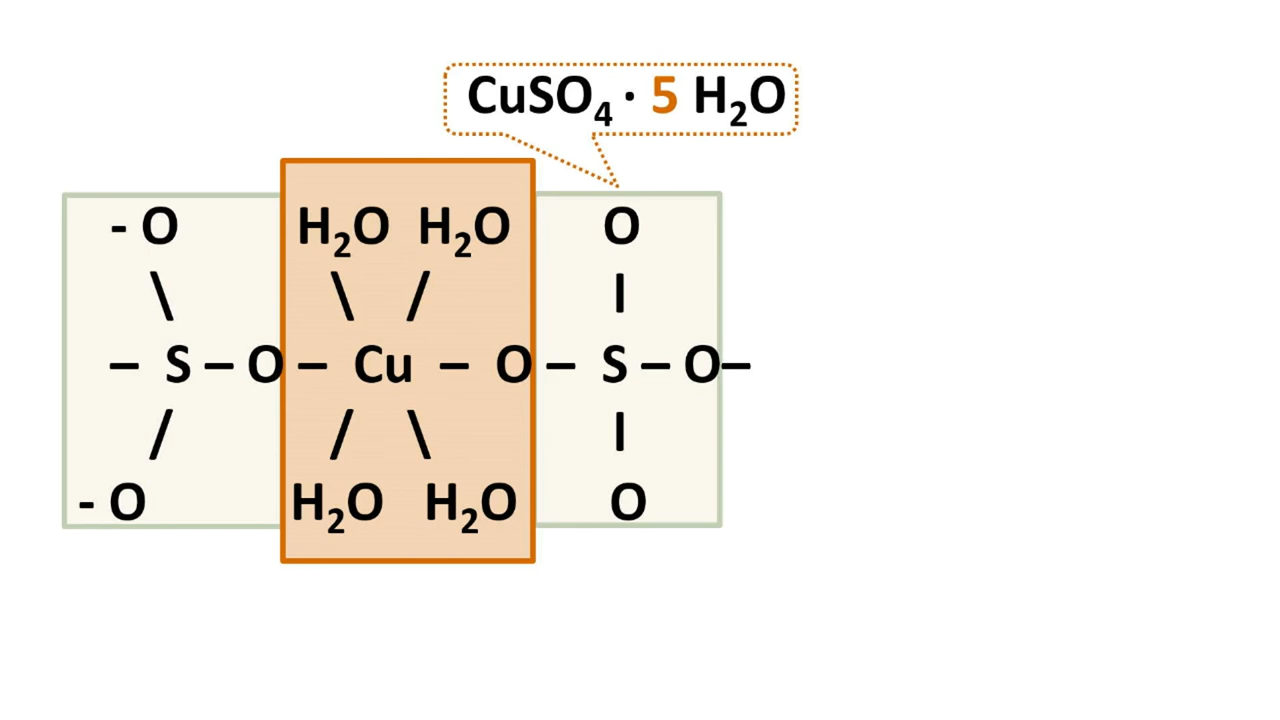 CuSO₄ · 5 H₂O
- O H₂O H₂O O
\ \ / |
– S – O – Cu – O – S – O –
/ / \ |
- O H₂O H₂O O